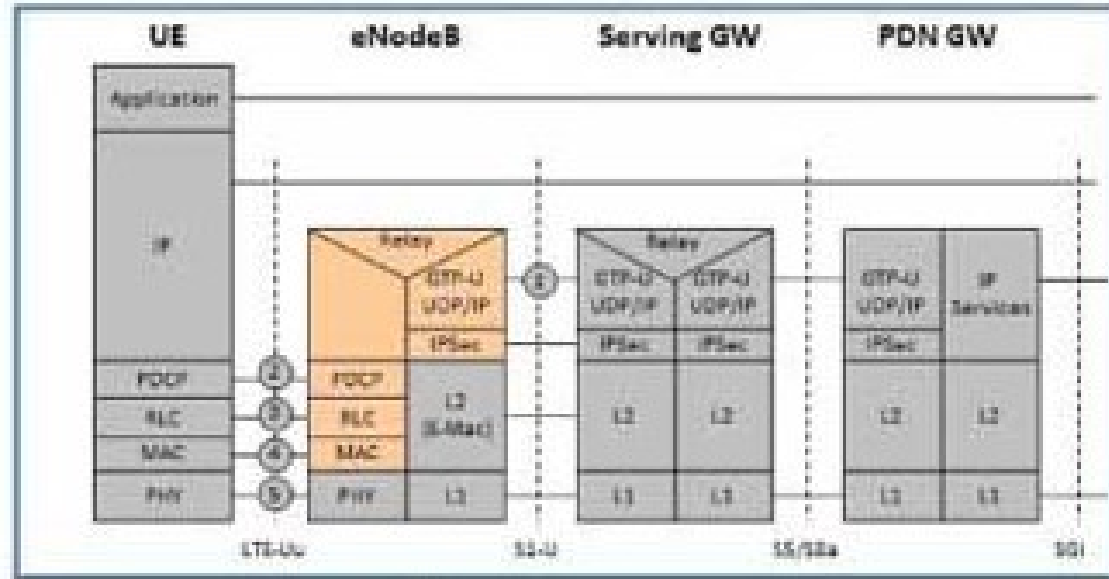 UE
eNodeB
Serving GW
PDN GW
Application
IP
PDCP
RLC
MAC
PHY
2
3
4
5
Relay
GTP-U
UDP/IP
IPSec
PDCP
RLC
MAC
PHY
L2
(E-Mac)
L1
Relay
GTP-U
UDP/IP
IPSec
L2
L1
GTP-U
UDP/IP
IPSec
L2
L1
GTP-U
UDP/IP
IPSec
L2
L1
IP
Services
L2
L1
LTE-Uu
S1-U
S5/S8a
SGi